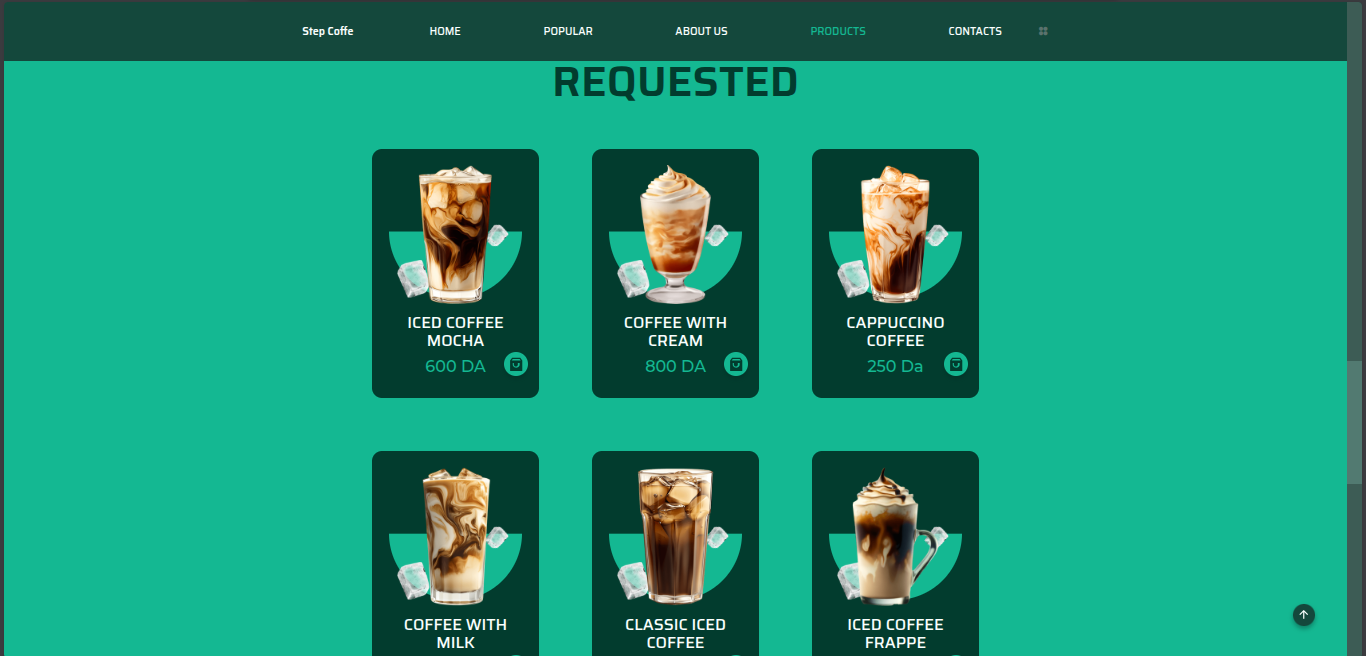 Step Coffe HOME POPULAR ABOUT US PRODUCTS CONTACTS
REQUESTED
ICED COFFEE
MOCHA
600 DA
COFFEE WITH
CREAM
800 DA
CAPPUCCINO
COFFEE
250 Da
COFFEE WITH
MILK
CLASSIC ICED
COFFEE
ICED COFFEE
FRAPPE